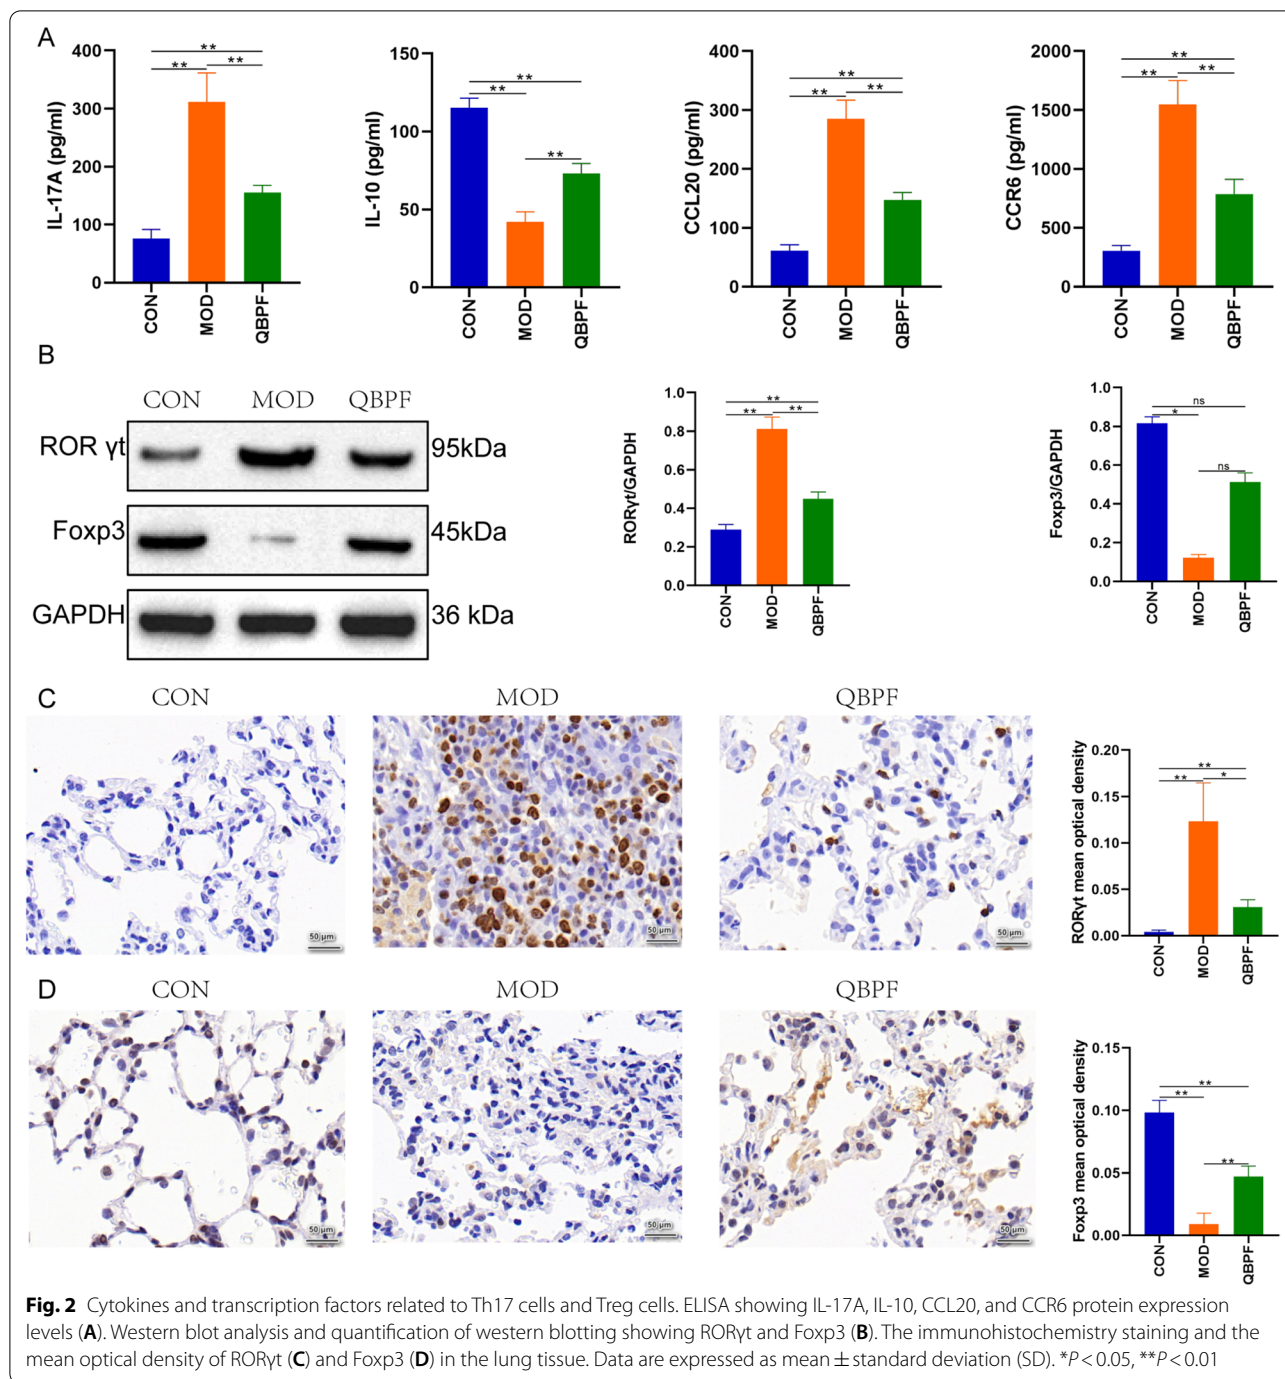 A
IL-17A (pg/ml)
400
300
200
100
0
**
** **
CON
MOD
QBPF
IL-10 (pg/ml)
150
100
50
0
**
**
**
CON
MOD
QBPF
CCL20 (pg/ml)
400
300
200
100
0
**
** **
CON
MOD
QBPF
CCR6 (pg/ml)
2000
1500
1000
500
0
**
** **
CON
MOD
QBPF
B
CON MOD QBPF
ROR γt 95kDa
Foxp3 45kDa
GAPDH 36 kDa
RORγt/GAPDH
1.0
0.8
0.6
0.4
0.2
0.0
**
** **
CON
MOD
QBPF
Foxp3/GAPDH
1.0
0.8
0.6
0.4
0.2
0.0
ns
*
ns
CON
MOD
QBPF
C
CON MOD QBPF
50 μm 50 μm 50 μm
RORγt mean optical density
0.20
0.15
0.10
0.05
0.00
**
** *
CON
MOD
QBPF
D
CON MOD QBPF
50 μm 50 μm 50 μm
Foxp3 mean optical density
0.15
0.10
0.05
0.00
**
**
**
CON
MOD
QBPF
Fig. 2 Cytokines and transcription factors related to Th17 cells and Treg cells. ELISA showing IL-17A, IL-10, CCL20, and CCR6 protein expression
levels (A). Western blot analysis and quantification of western blotting showing RORγt and Foxp3 (B). The immunohistochemistry staining and the
mean optical density of RORγt (C) and Foxp3 (D) in the lung tissue. Data are expressed as mean ± standard deviation (SD). *P < 0.05, **P < 0.01